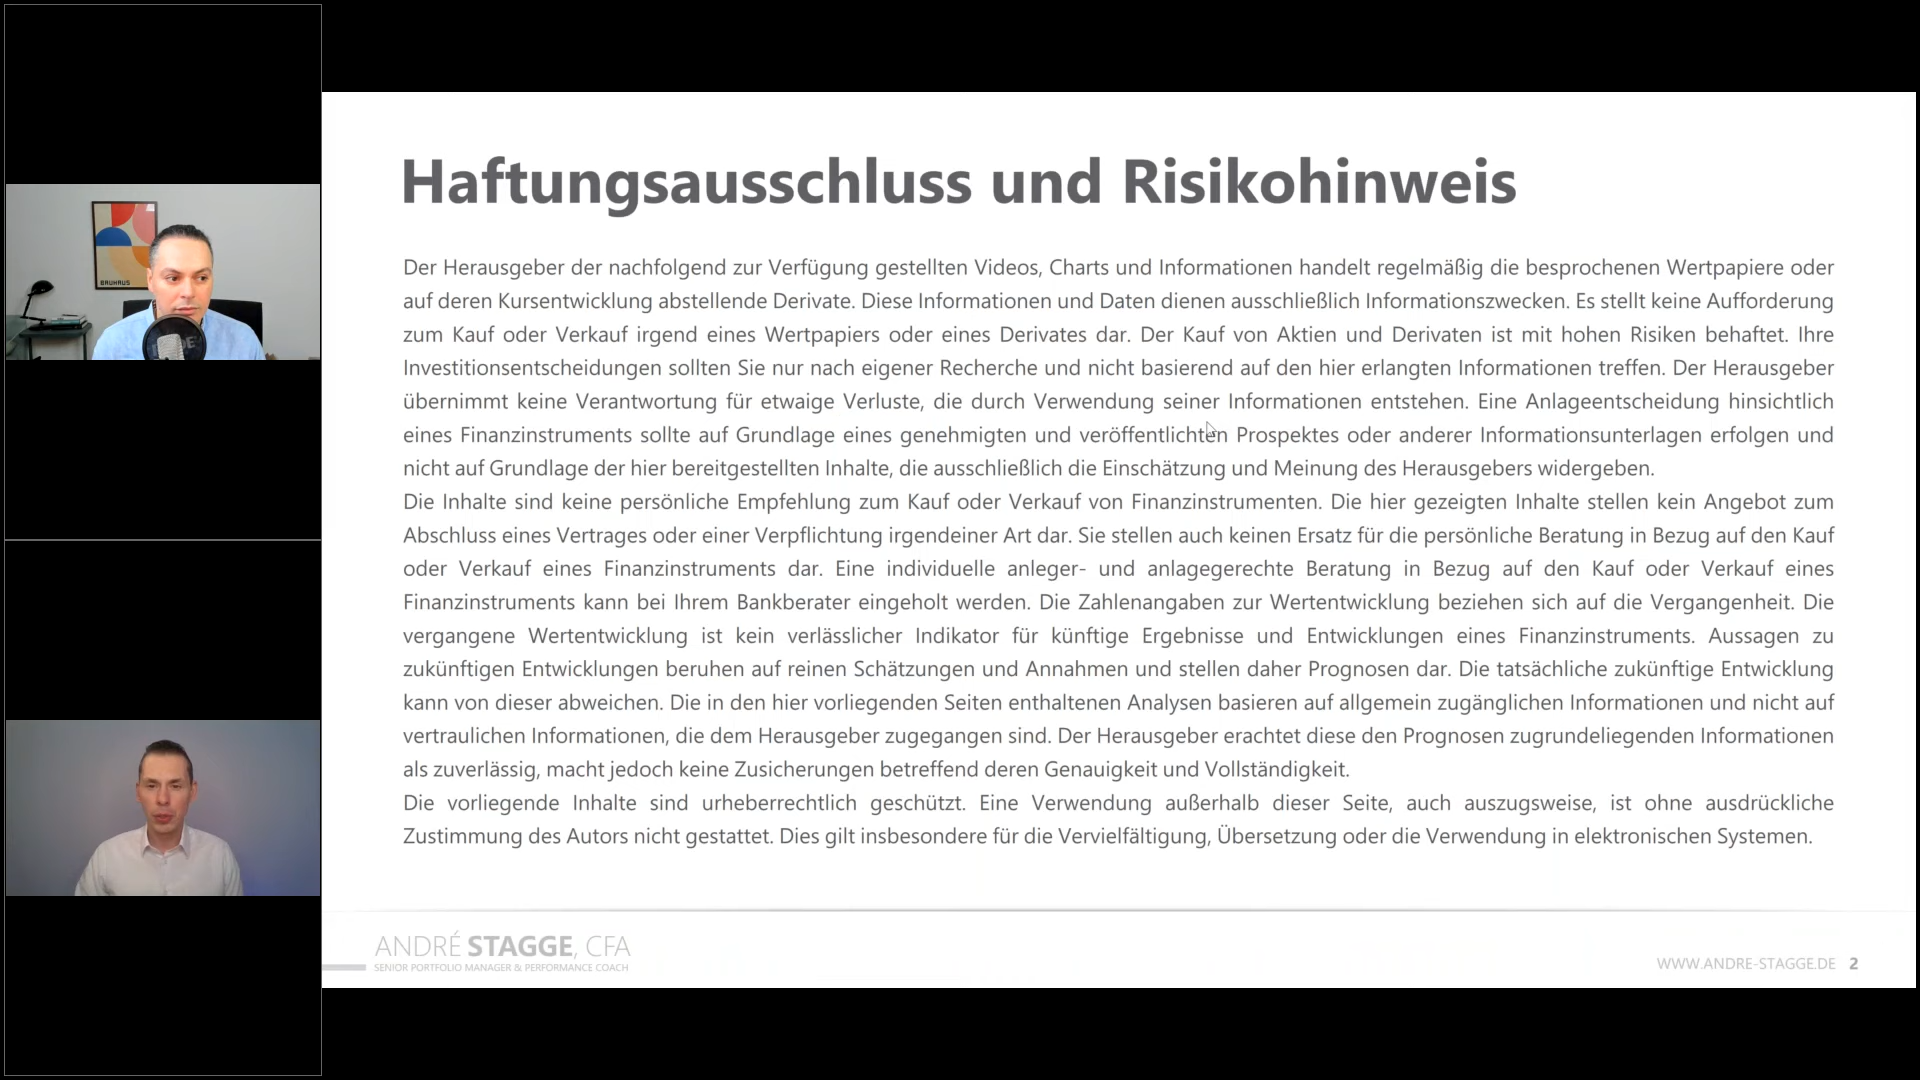 BAUHAUS
Haftungsausschluss und Risikohinweis
Der Herausgeber der nachfolgend zur Verfügung gestellten Videos, Charts und Informationen handelt regelmäßig die besprochenen Wertpapiere oder
auf deren Kursentwicklung abstellende Derivate. Diese Informationen und Daten dienen ausschließlich Informationszwecken. Es stellt keine Aufforderung
zum Kauf oder Verkauf irgend eines Wertpapiers oder eines Derivates dar. Der Kauf von Aktien und Derivaten ist mit hohen Risiken behaftet. Ihre
Investitionsentscheidungen sollten Sie nur nach eigener Recherche und nicht basierend auf den hier erlangten Informationen treffen. Der Herausgeber
übernimmt keine Verantwortung für etwaige Verluste, die durch Verwendung seiner Informationen entstehen. Eine Anlageentscheidung hinsichtlich
eines Finanzinstruments sollte auf Grundlage eines genehmigten und veröffentlichten Prospektes oder anderer Informationsunterlagen erfolgen und
nicht auf Grundlage der hier bereitgestellten Inhalte, die ausschließlich die Einschätzung und Meinung des Herausgebers widergeben.
Die Inhalte sind keine persönliche Empfehlung zum Kauf oder Verkauf von Finanzinstrumenten. Die hier gezeigten Inhalte stellen kein Angebot zum
Abschluss eines Vertrages oder einer Verpflichtung irgendeiner Art dar. Sie stellen auch keinen Ersatz für die persönliche Beratung in Bezug auf den Kauf
oder Verkauf eines Finanzinstruments dar. Eine individuelle anleger- und anlagegerechte Beratung in Bezug auf den Kauf oder Verkauf eines
Finanzinstruments kann bei Ihrem Bankberater eingeholt werden. Die Zahlenangaben zur Wertentwicklung beziehen sich auf die Vergangenheit. Die
vergangene Wertentwicklung ist kein verlässlicher Indikator für künftige Ergebnisse und Entwicklungen eines Finanzinstruments. Aussagen zu
zukünftigen Entwicklungen beruhen auf reinen Schätzungen und Annahmen und stellen daher Prognosen dar. Die tatsächliche zukünftige Entwicklung
kann von dieser abweichen. Die in den hier vorliegenden Seiten enthaltenen Analysen basieren auf allgemein zugänglichen Informationen und nicht auf
vertraulichen Informationen, die dem Herausgeber zugegangen sind. Der Herausgeber erachtet diese den Prognosen zugrundeliegenden Informationen
als zuverlässig, macht jedoch keine Zusicherungen betreffend deren Genauigkeit und Vollständigkeit.
Die vorliegende Inhalte sind urheberrechtlich geschützt. Eine Verwendung außerhalb dieser Seite, auch auszugsweise, ist ohne ausdrückliche
Zustimmung des Autors nicht gestattet. Dies gilt insbesondere für die Vervielfältigung, Übersetzung oder die Verwendung in elektronischen Systemen.
ANDRÉ STAGGE, CFA
SENIOR PORTFOLIO MANAGER & PERFORMANCE COACH
WWW.ANDRE-STAGGE.DE 2